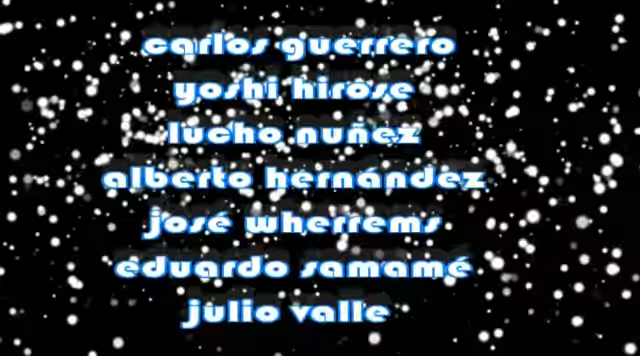 carlos guerrero
yoshi hirose
lucho nuñez
alberto hernández
josé wherrems
eduardo samamé
julio valle